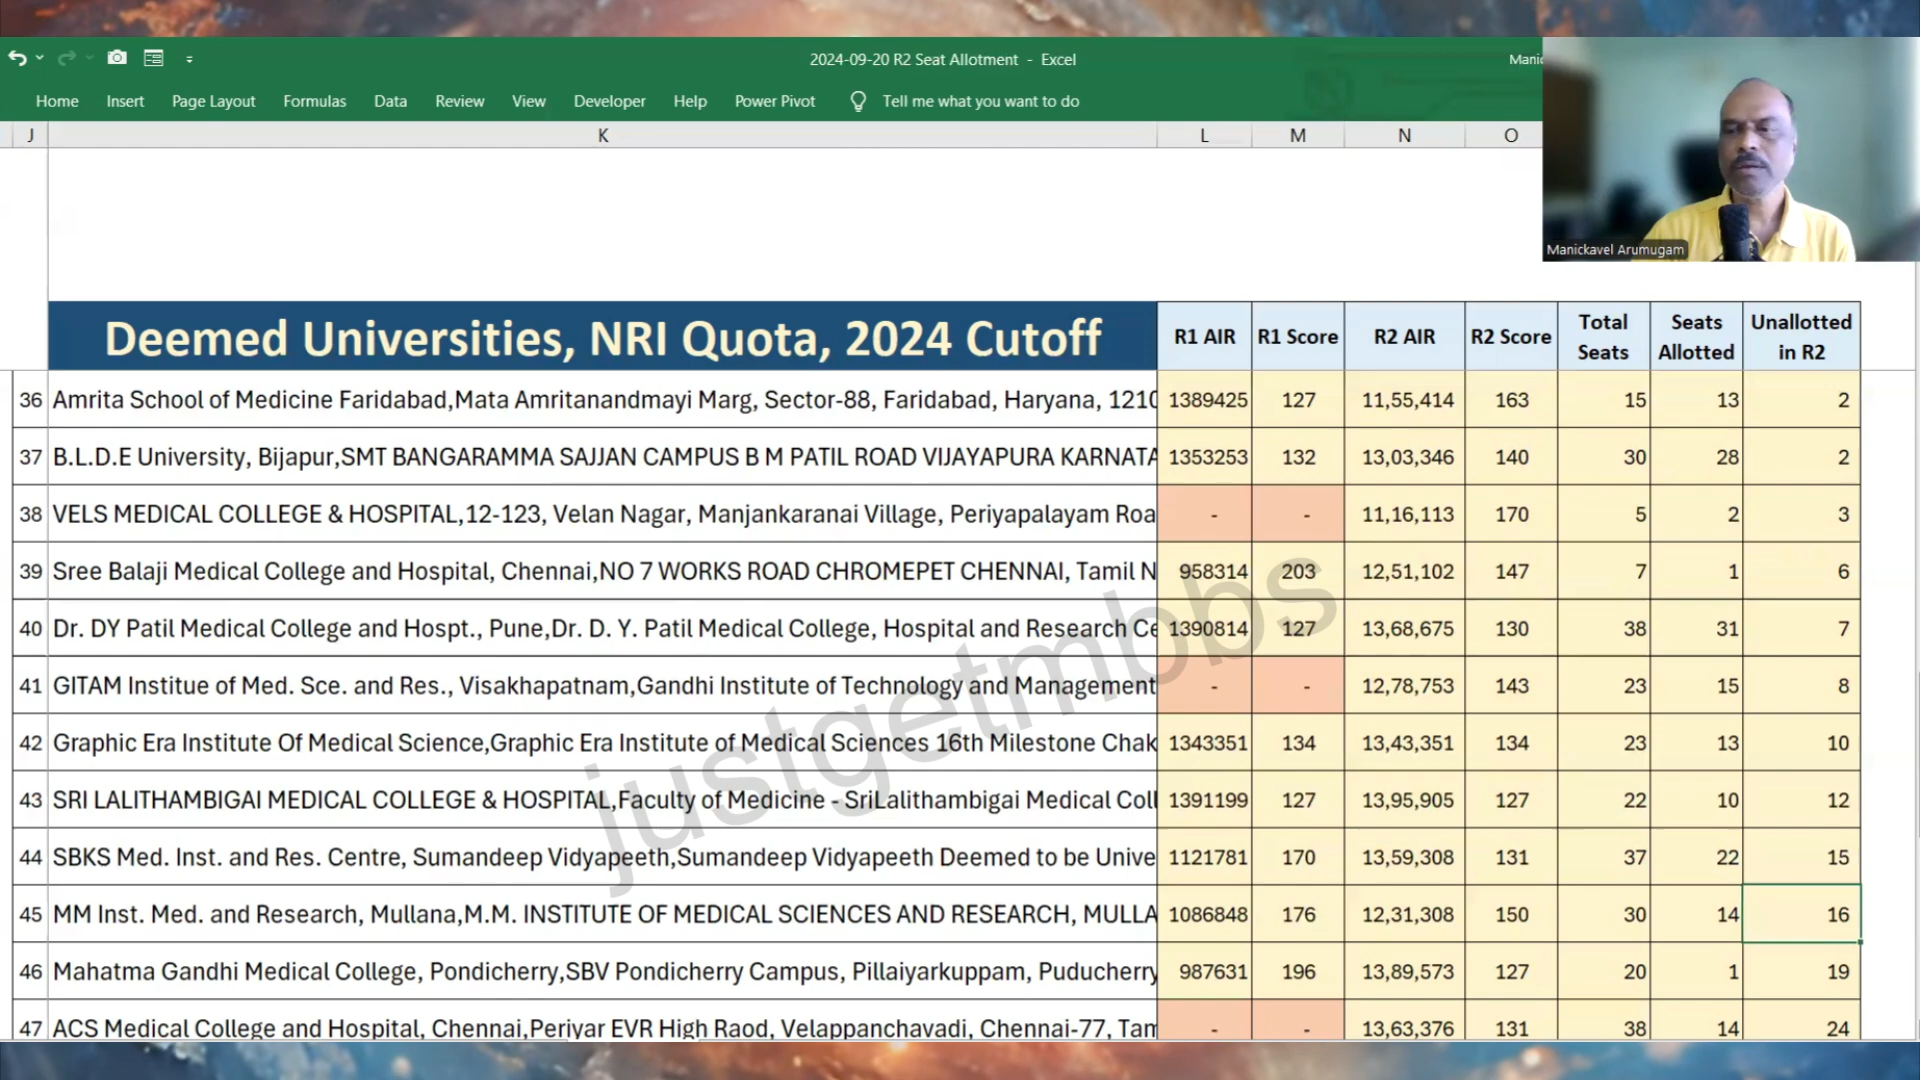 2024-09-20 R2 Seat Allotment - Excel
Manic
Home Insert Page Layout Formulas Data Review View Developer Help Power Pivot Tell me what you want to do
J K L M N O
Manickavel Arumugam
Deemed Universities, NRI Quota, 2024 Cutoff R1 AIR R1 Score R2 AIR R2 Score Total Seats Seats Allotted Unallotted in R2
36 Amrita School of Medicine Faridabad,Mata Amritanandmayi Marg, Sector-88, Faridabad, Haryana, 1210 1389425 127 11,55,414 163 15 13 2
37 B.L.D.E University, Bijapur,SMT BANGARAMMA SAJJAN CAMPUS B M PATIL ROAD VIJAYAPURA KARNATA 1353253 132 13,03,346 140 30 28 2
38 VELS MEDICAL COLLEGE & HOSPITAL,12-123, Velan Nagar, Manjankaranai Village, Periyapalayam Roa - - 11,16,113 170 5 2 3
39 Sree Balaji Medical College and Hospital, Chennai,NO 7 WORKS ROAD CHROMEPET CHENNAI, Tamil N 958314 203 12,51,102 147 7 1 6
40 Dr. DY Patil Medical College and Hospt., Pune,Dr. D. Y. Patil Medical College, Hospital and Research Ce 1390814 127 13,68,675 130 38 31 7
41 GITAM Institue of Med. Sce. and Res., Visakhapatnam,Gandhi Institute of Technology and Management - - 12,78,753 143 23 15 8
42 Graphic Era Institute Of Medical Science,Graphic Era Institute of Medical Sciences 16th Milestone Chak 1343351 134 13,43,351 134 23 13 10
43 SRI LALITHAMBIGAI MEDICAL COLLEGE & HOSPITAL,Faculty of Medicine - SriLalithambigai Medical Coll 1391199 127 13,95,905 127 22 10 12
44 SBKS Med. Inst. and Res. Centre, Sumandeep Vidyapeeth,Sumandeep Vidyapeeth Deemed to be Unive 1121781 170 13,59,308 131 37 22 15
45 MM Inst. Med. and Research, Mullana,M.M. INSTITUTE OF MEDICAL SCIENCES AND RESEARCH, MULLA 1086848 176 12,31,308 150 30 14 16
46 Mahatma Gandhi Medical College, Pondicherry,SBV Pondicherry Campus, Pillaiyarkuppam, Puducherry 987631 196 13,89,573 127 20 1 19
47 ACS Medical College and Hospital, Chennai,Periyar EVR High Raod, Velappanchavadi, Chennai-77, Tam - - 13,63,376 131 38 14 24
justgetmbbs